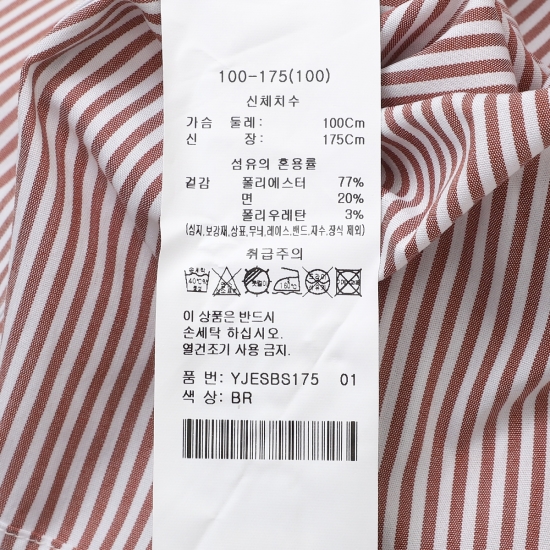 100-175(100)
신체치수
가슴 둘레: 100Cm
신 장: 175Cm
섬유의 혼용률
겉감 폴리에스터 77%
면 20%
폴리우레탄 3%
(심지,보강재,상표,무늬,레이스,밴드,자수,장식 제외)
취급주의
이 상품은 반드시
손세탁 하십시오.
열건조기 사용 금지.
품 번: YJESBS175 01
색 상: BR